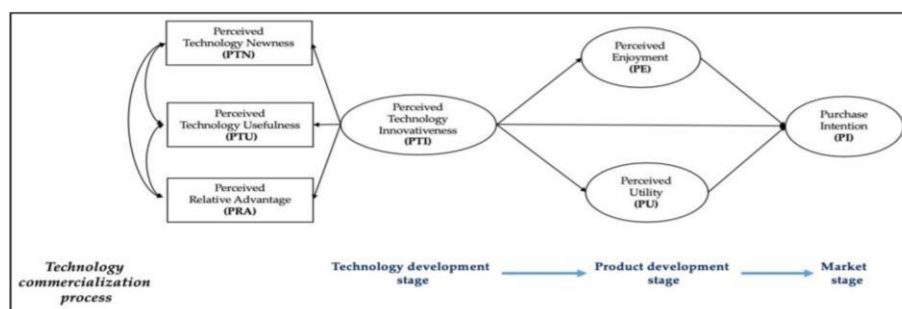 Perceived
Technology Newness
(PTN)
Perceived
Technology Usefulness
(PTU)
Perceived
Relative Advantage
(PRA)
Perceived
Technology
Innovativeness
(PTI)
Perceived
Enjoyment
(PE)
Perceived
Utility
(PU)
Purchase
Intention
(PI)
Technology
commercialization
process
Technology development
stage
Product development
stage
Market
stage